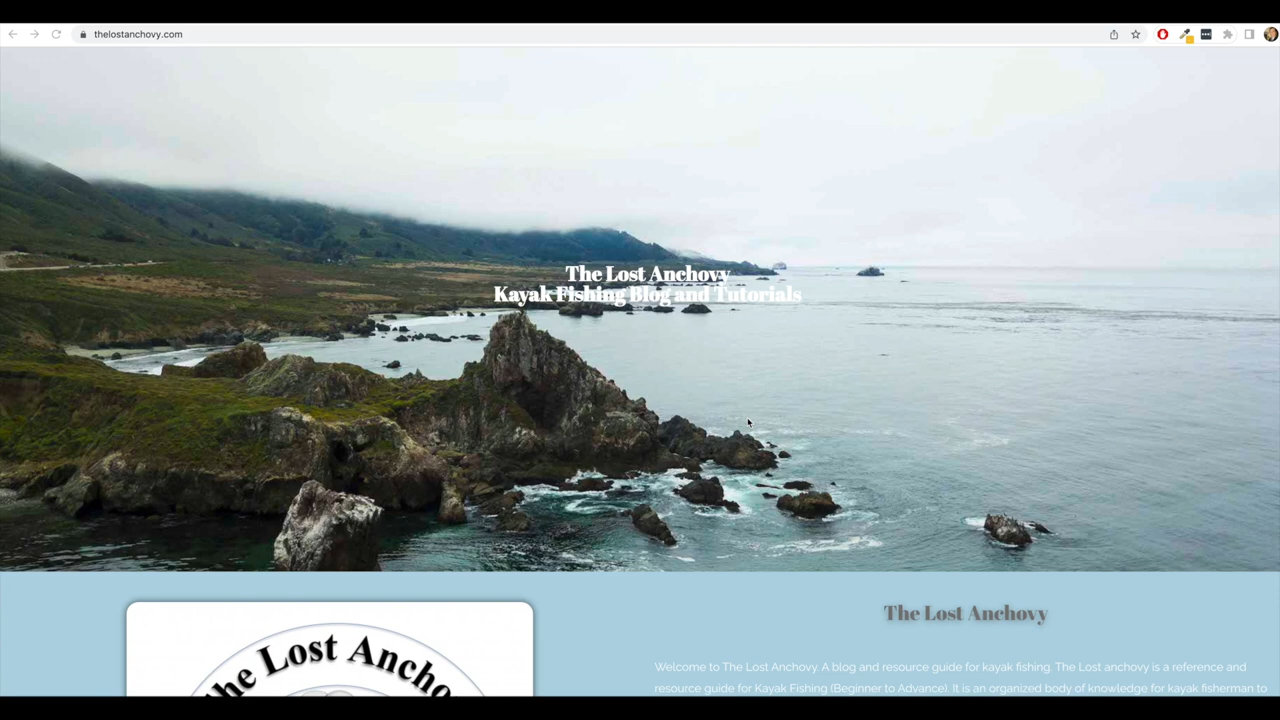 thelostanchovy.com
The Lost Anchovy
Kayak Fishing Blog and Tutorials
The Lost Anchovy
The Lost Anchovy
Welcome to The Lost Anchovy. A blog and resource guide for kayak fishing. The Lost anchovy is a reference and
resource guide for Kayak Fishing (Beginner to Advance). It is an organized body of knowledge for kayak fisherman to